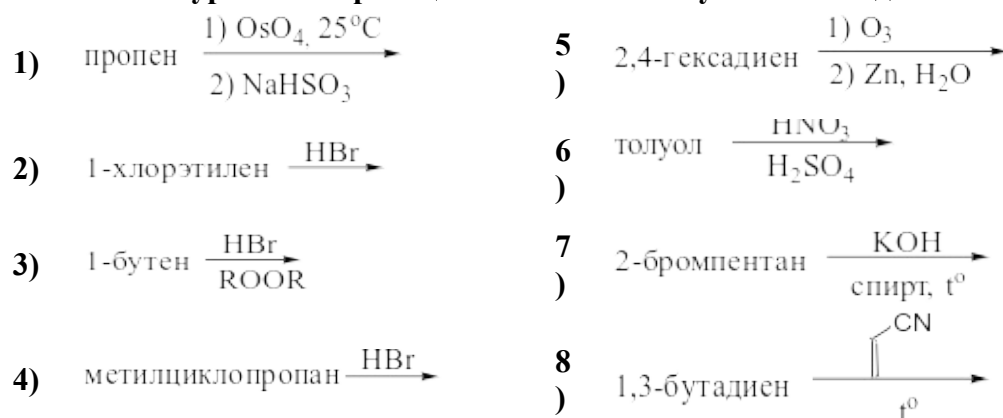 1) пропен 1) OsO4, 25°C 2) NaHSO3
2) 1-хлорэтилен HBr
3) 1-бутен HBr ROOR
4) метилциклопропан HBr
5) 2,4-гексадиен 1) O3 2) Zn, H2O
6) толуол HNO3 H2SO4
7) 2-бромпентан KOH спирт, t°
8) 1,3-бутадиен CN t°